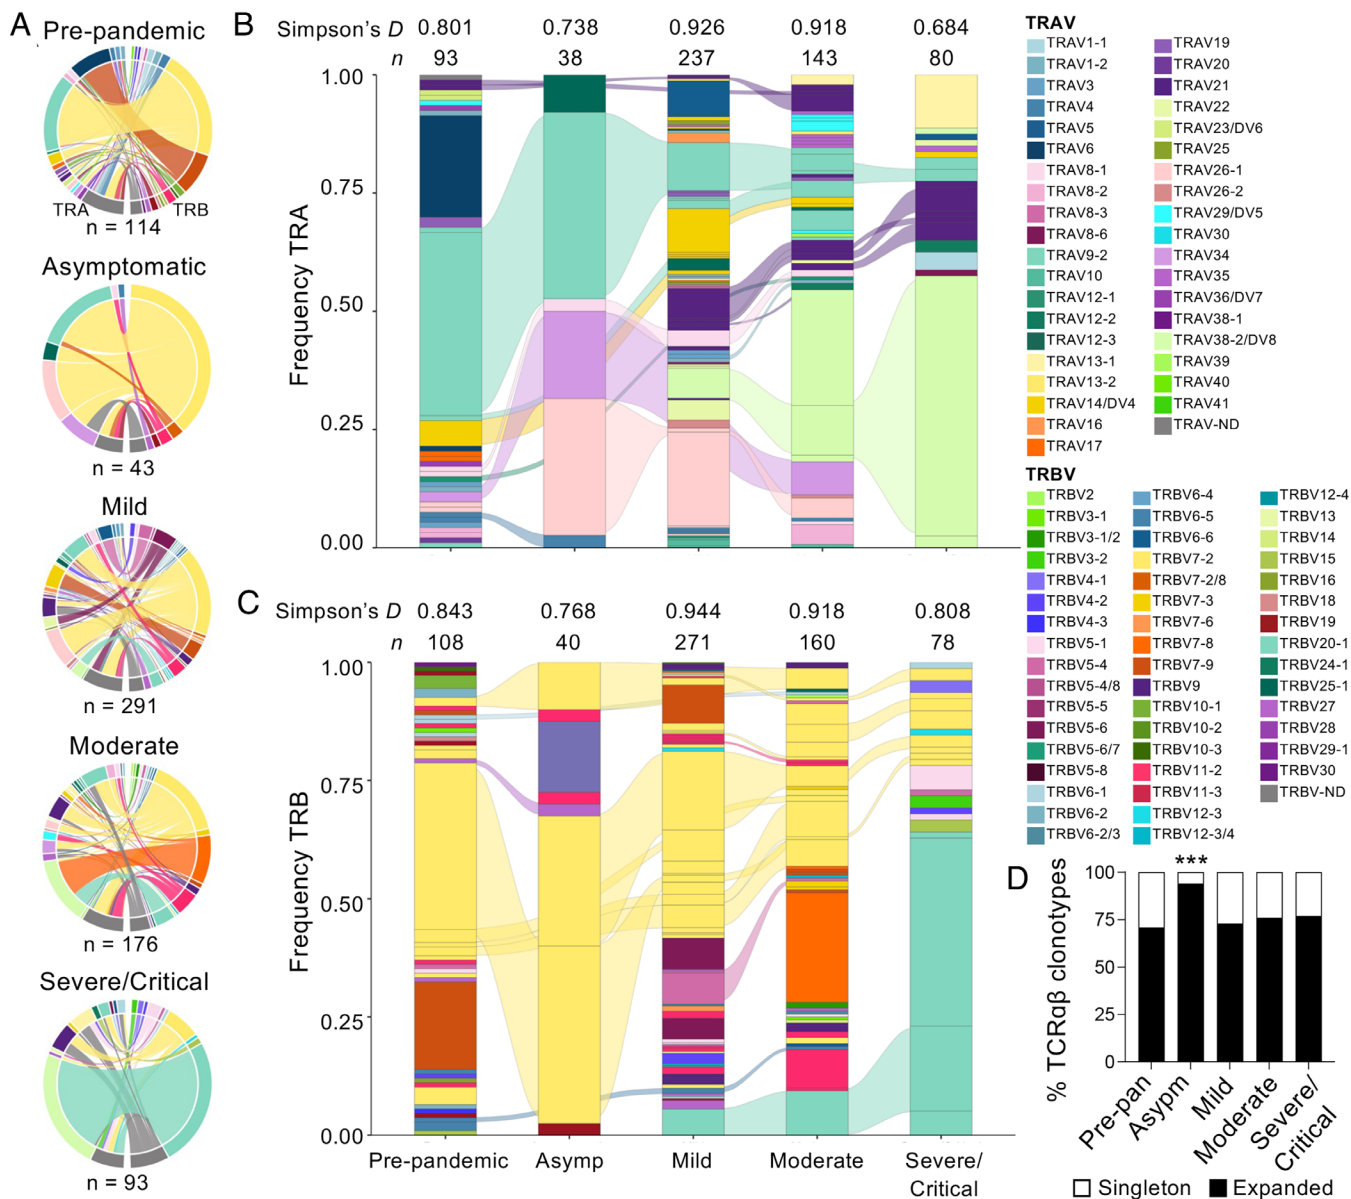 A
Pre-pandemic
TRA
TRB
n = 114
Asymptomatic
n = 43
Mild
n = 291
Moderate
n = 176
Severe/Critical
n = 93
B
Simpson's D 0.801 0.738 0.926 0.918 0.684
n 93 38 237 143 80
Frequency TRA
1.00
0.75
0.50
0.25
0.00
C
Simpson's D 0.843 0.768 0.944 0.918 0.808
n 108 40 271 160 78
Frequency TRB
1.00
0.75
0.50
0.25
0.00
Pre-pandemic Asymp Mild Moderate Severe/
Critical
TRAV
TRAV1-1 TRAV19
TRAV1-2 TRAV20
TRAV3 TRAV21
TRAV4 TRAV22
TRAV5 TRAV23/DV6
TRAV6 TRAV25
TRAV8-1 TRAV26-1
TRAV8-2 TRAV26-2
TRAV8-3 TRAV29/DV5
TRAV8-6 TRAV30
TRAV9-2 TRAV34
TRAV10 TRAV35
TRAV12-1 TRAV36/DV7
TRAV12-2 TRAV38-1
TRAV12-3 TRAV38-2/DV8
TRAV13-1 TRAV39
TRAV13-2 TRAV40
TRAV14/DV4 TRAV41
TRAV16 TRAV-ND
TRAV17
TRBV
TRBV2 TRBV6-4 TRBV12-4
TRBV3-1 TRBV6-5 TRBV13
TRBV3-1/2 TRBV6-6 TRBV14
TRBV3-2 TRBV7-2 TRBV15
TRBV4-1 TRBV7-2/8 TRBV16
TRBV4-2 TRBV7-3 TRBV18
TRBV4-3 TRBV7-6 TRBV19
TRBV5-1 TRBV7-8 TRBV20-1
TRBV5-4 TRBV7-9 TRBV24-1
TRBV5-4/8 TRBV9 TRBV25-1
TRBV5-5 TRBV10-1 TRBV27
TRBV5-6 TRBV10-2 TRBV28
TRBV5-6/7 TRBV10-3 TRBV29-1
TRBV5-8 TRBV11-2 TRBV30
TRBV6-1 TRBV11-3 TRBV-ND
TRBV6-2 TRBV12-3
TRBV6-2/3 TRBV12-3/4
D
% TCRαβ clonotypes
***
100
75
50
25
0
Pre-pan
Asypm
Mild
Moderate
Severe/
Critical
Singleton Expanded